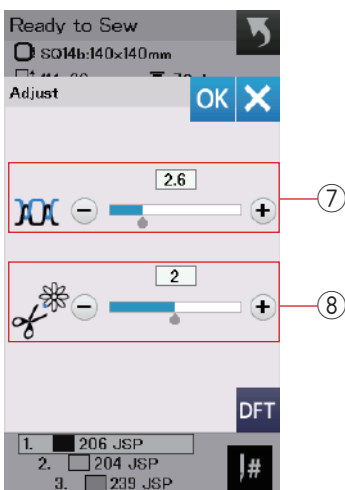 Ready to Sew
SQ14b:140×140mm
Adjust
OK
2.6
7
2
8
DFT
1. 206 JSP
2. 204 JSP
3. 239 JSP
#